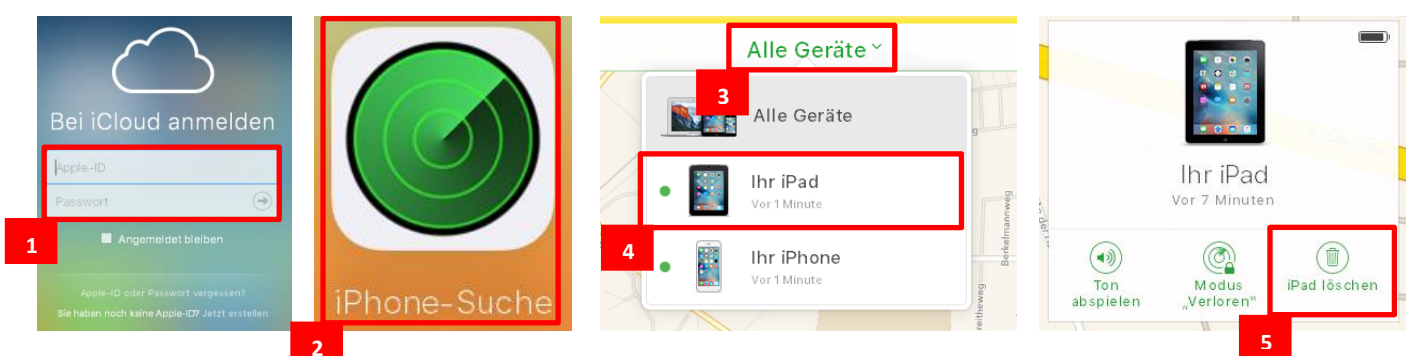 Bei iCloud anmelden
Apple-ID
Passwort
1
Angemeldet bleiben
Apple-ID oder Passwort vergessen?
Sie haben noch keine Apple-ID? Jetzt erstellen
iPhone-Suche
2
Alle Geräte
3
Alle Geräte
Ihr iPad
Vor 1 Minute
4
Ihr iPhone
Vor 1 Minute
Berkelmannweg
reitheweg
Ihr iPad
Vor 7 Minuten
Ton
abspielen
Modus
„Verloren"
iPad löschen
5